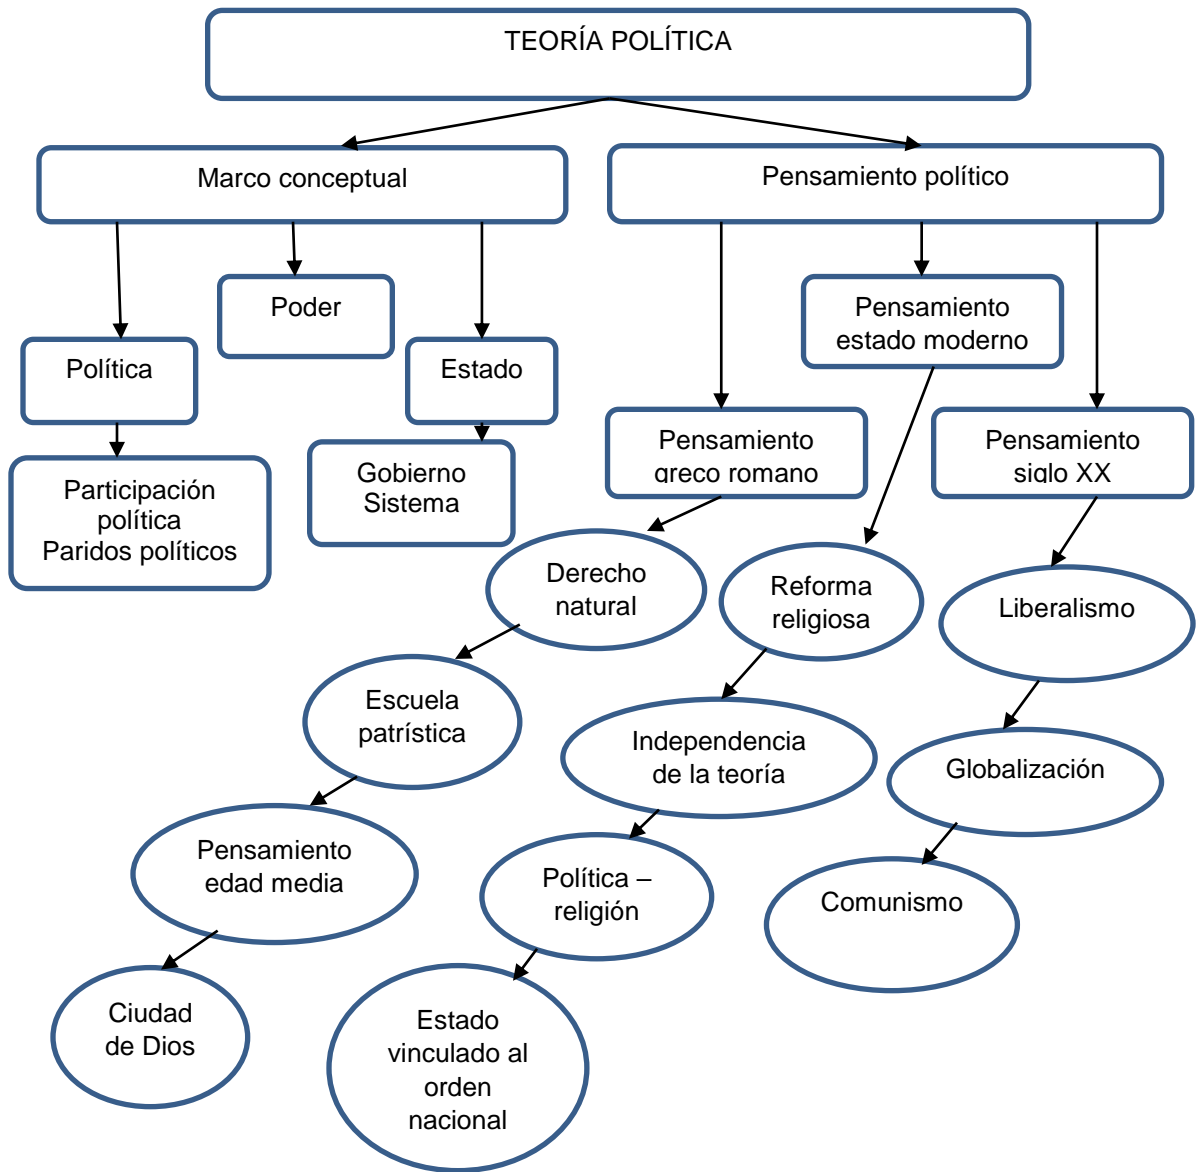 TEORÍA POLÍTICA
Marco conceptual
Pensamiento político
Poder
Pensamiento
estado moderno
Política
Estado
Pensamiento
greco romano
Pensamiento
siglo XX
Participación
política
Paridos políticos
Gobierno
Sistema
Derecho
natural
Reforma
religiosa
Liberalismo
Escuela
patrística
Independencia
de la teoría
Globalización
Pensamiento
edad media
Política –
religión
Comunismo
Ciudad
de Dios
Estado
vinculado al
orden
nacional